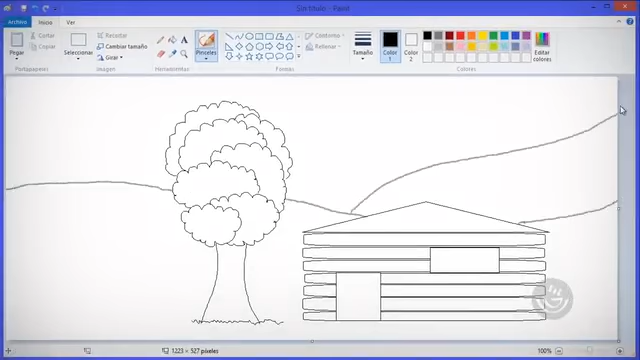 Sin título - Paint
Archivo Inicio Ver
Pegar
Cortar
Copiar
Portapapeles
Seleccionar
Recortar
Cambiar tamaño
Girar
Imagen
Herramientas
Pinceles
Contorno
Rellenar
Formas
Tamaño
Color 1
Color 2
Editar colores
Colores
1223 × 527 píxeles
100%